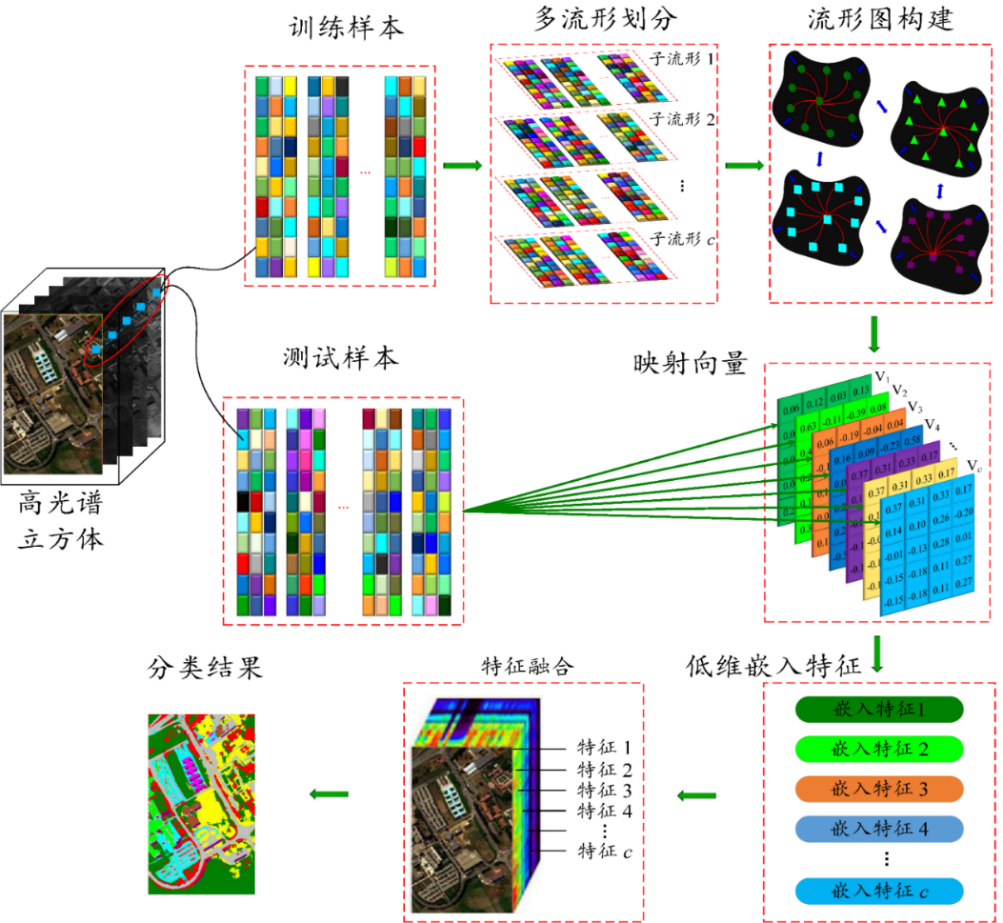 训练样本
多流形划分
流形图构建
子流形 1
子流形 2
⋮
子流形 c
...
高光谱
立方体
测试样本
...
映射向量
V1
V2
V3
V4
...
Vc
0.06 0.12 0.03 0.13
0.63 -0.11 -0.39 0.08
0.06 -0.19 -0.04 0.04
0.16 0.09 -0.23 0.58
0.37 0.31 0.33 0.17
0.37 0.31 0.33 0.17
0.37 0.31 0.33 0.17
0.14 0.10 0.26 -0.20
-0.01 -0.13 0.28 0.01
-0.15 -0.18 0.11 0.27
-0.15 -0.18 0.11 0.27
分类结果
特征融合
低维嵌入特征
特征 1
特征 2
特征 3
特征 4
⋮
特征 c
嵌入特征1
嵌入特征 2
嵌入特征 3
嵌入特征 4
⋮
嵌入特征 c